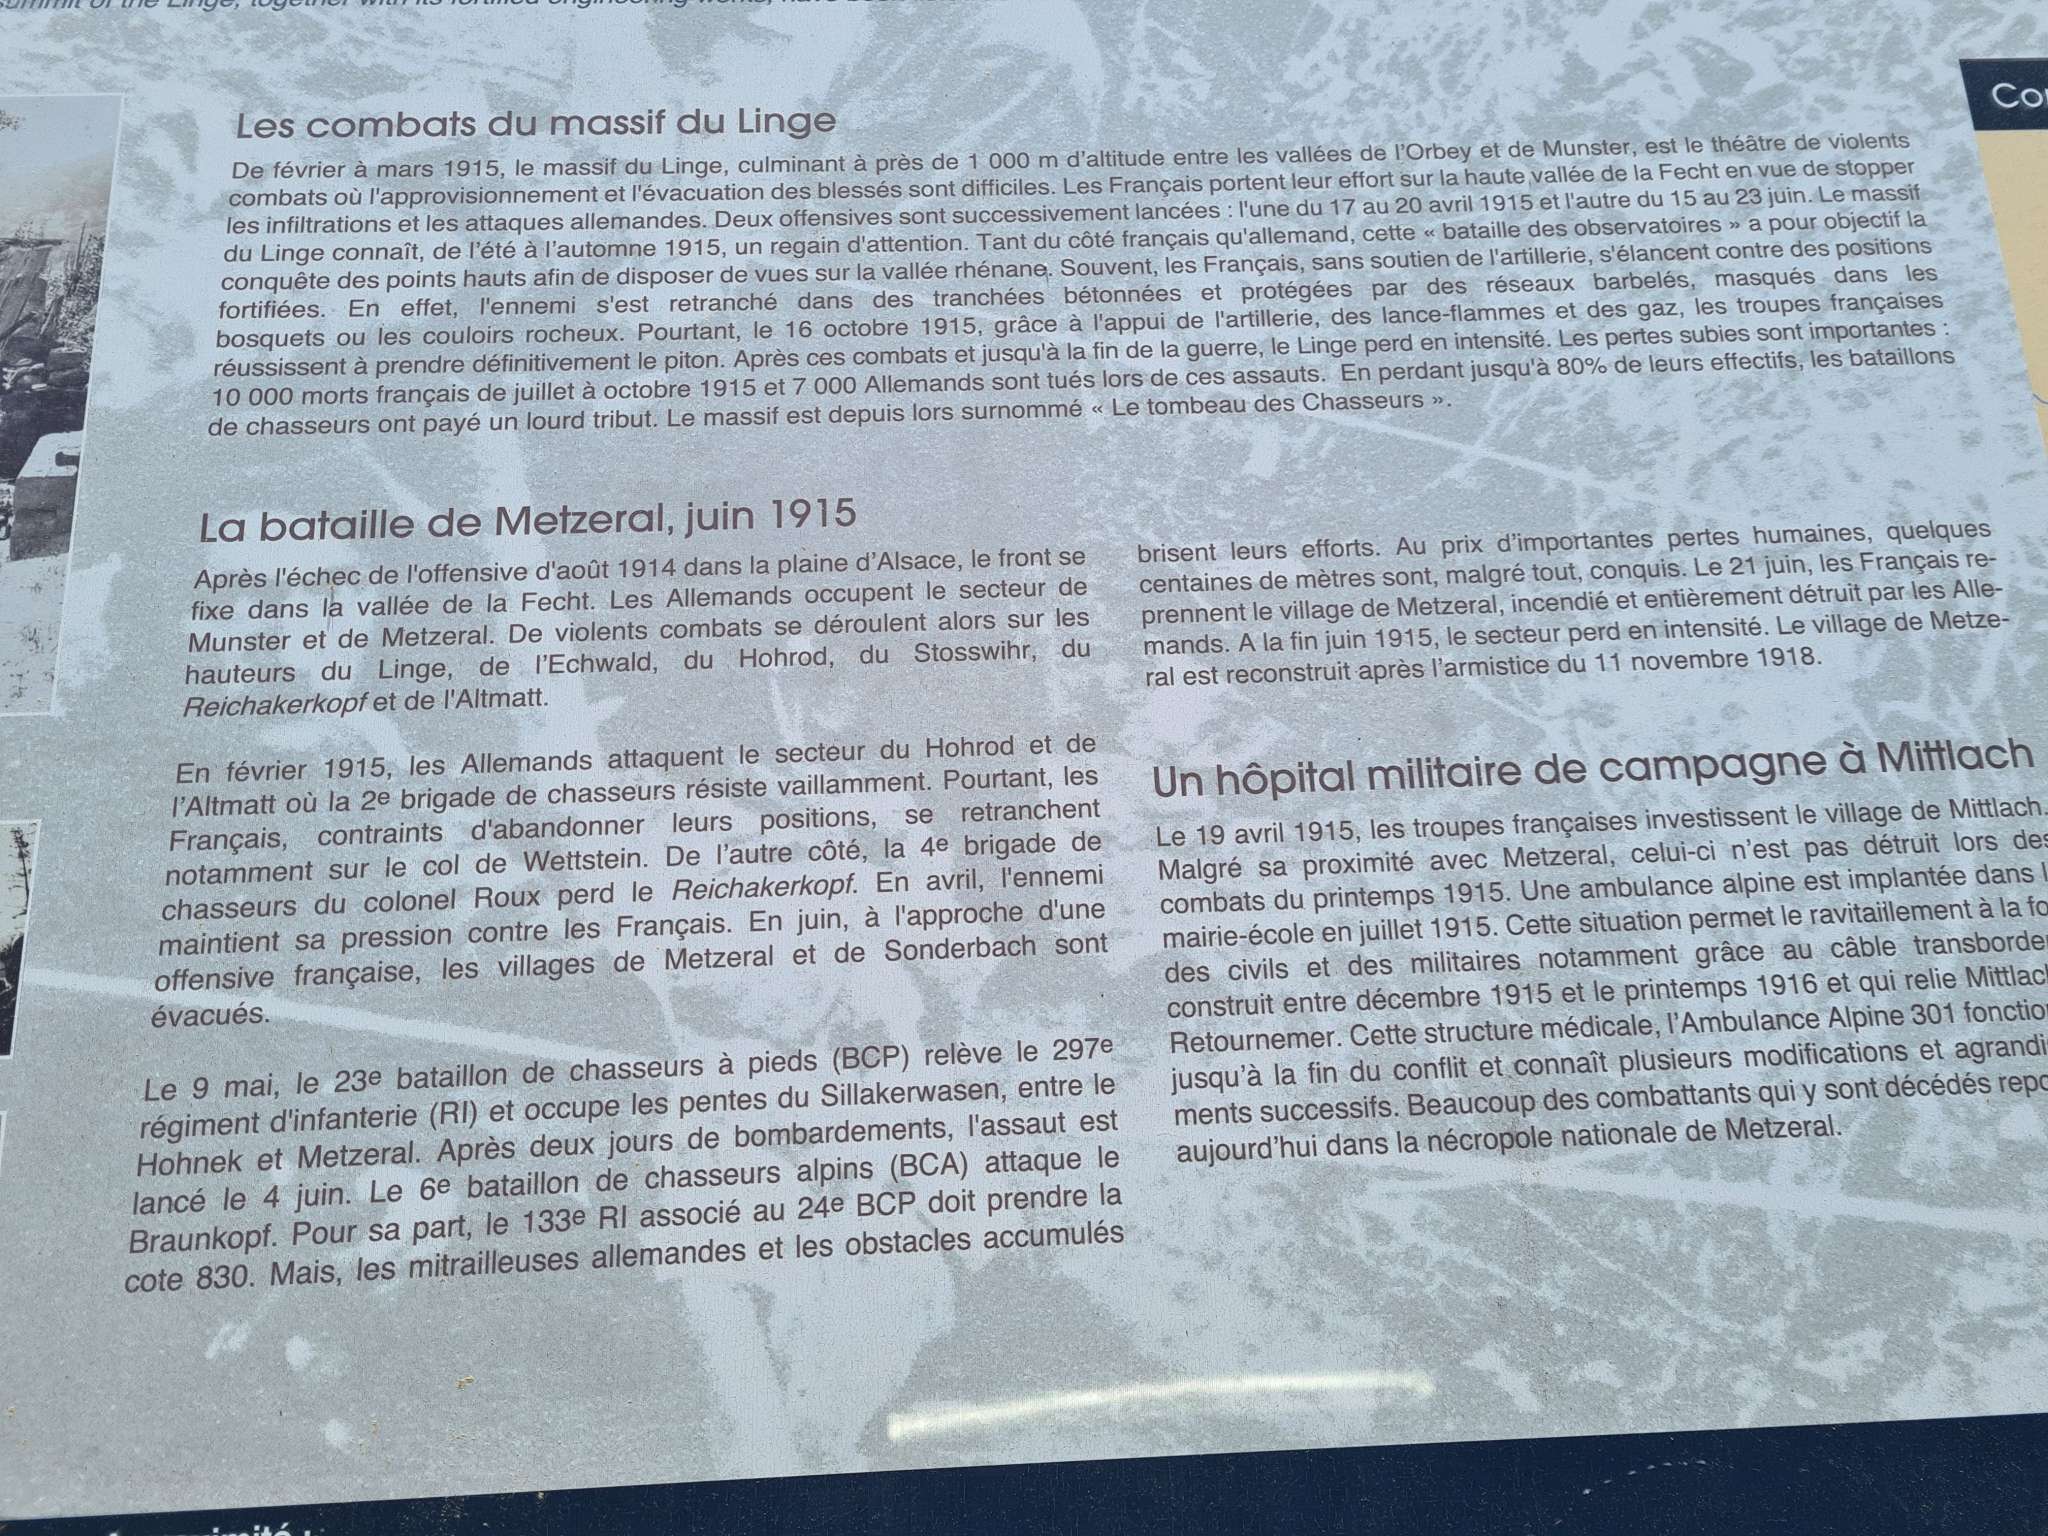 summit of the Linge, together with its fortified engineering works, have
Les combats du massif du Linge
De février à mars 1915, le massif du Linge, culminant à près de 1 000 m d'altitude entre les vallées de l'Orbey et de Munster, est le théâtre de violents
combats où l'approvisionnement et l'évacuation des blessés sont difficiles. Les Français portent leur effort sur la haute vallée de la Fecht en vue de stopper
les infiltrations et les attaques allemandes. Deux offensives sont successivement lancées : l'une du 17 au 20 avril 1915 et l'autre du 15 au 23 juin. Le massif
du Linge connaît, de l'été à l'automne 1915, un regain d'attention. Tant du côté français qu'allemand, cette « bataille des observatoires » a pour objectif la
conquête des points hauts afin de disposer de vues sur la vallée rhénane. Souvent, les Français, sans soutien de l'artillerie, s'élancent contre des positions
fortifiées. En effet, l'ennemi s'est retranché dans des tranchées bétonnées et protégées par des réseaux barbelés, masqués dans les
bosquets ou les couloirs rocheux. Pourtant, le 16 octobre 1915, grâce à l'appui de l'artillerie, des lance-flammes et des gaz, les troupes françaises
réussissent à prendre définitivement le piton. Après ces combats et jusqu'à la fin de la guerre, le Linge perd en intensité. Les pertes subies sont importantes :
10 000 morts français de juillet à octobre 1915 et 7 000 Allemands sont tués lors de ces assauts. En perdant jusqu'à 80% de leurs effectifs, les bataillons
de chasseurs ont payé un lourd tribut. Le massif est depuis lors surnommé « Le tombeau des Chasseurs ».
La bataille de Metzeral, juin 1915
Après l'échec de l'offensive d'août 1914 dans la plaine d'Alsace, le front se
fixe dans la vallée de la Fecht. Les Allemands occupent le secteur de
Munster et de Metzeral. De violents combats se déroulent alors sur les
hauteurs du Linge, de l'Echwald, du Hohrod, du Stosswihr, du
Reichakerkopf et de l'Altmatt.
En février 1915, les Allemands attaquent le secteur du Hohrod et de
l'Altmatt où la 2e brigade de chasseurs résiste vaillamment. Pourtant, les
Français, contraints d'abandonner leurs positions, se retranchent
notamment sur le col de Wettstein. De l'autre côté, la 4e brigade de
chasseurs du colonel Roux perd le Reichakerkopf. En avril, l'ennemi
maintient sa pression contre les Français. En juin, à l'approche d'une
offensive française, les villages de Metzeral et de Sonderbach sont
évacués.
Le 9 mai, le 23e bataillon de chasseurs à pieds (BCP) relève le 297e
régiment d'infanterie (RI) et occupe les pentes du Sillakerwasen, entre le
Hohnek et Metzeral. Après deux jours de bombardements, l'assaut est
lancé le 4 juin. Le 6e bataillon de chasseurs alpins (BCA) attaque le
Braunkopf. Pour sa part, le 133e RI associé au 24e BCP doit prendre la
cote 830. Mais, les mitrailleuses allemandes et les obstacles accumulés
brisent leurs efforts. Au prix d'importantes pertes humaines, quelques
centaines de mètres sont, malgré tout, conquis. Le 21 juin, les Français re-
prennent le village de Metzeral, incendié et entièrement détruit par les Alle-
mands. A la fin juin 1915, le secteur perd en intensité. Le village de Metze-
ral est reconstruit après l'armistice du 11 novembre 1918.
Un hôpital militaire de campagne à Mittlach
Le 19 avril 1915, les troupes françaises investissent le village de Mittlach.
Malgré sa proximité avec Metzeral, celui-ci n'est pas détruit lors des
combats du printemps 1915. Une ambulance alpine est implantée dans l
mairie-école en juillet 1915. Cette situation permet le ravitaiillement à la fo
des civils et des militaires notamment grâce au câble transborde
construit entre décembre 1915 et le printemps 1916 et qui relie Mittlac
Retournemer. Cette structure médicale, l'Ambulance Alpine 301 fonctio
jusqu'à la fin du conflit et connaît plusieurs modifications et agrandi
ments successifs. Beaucoup des combattants qui y sont décédés repo
aujourd'hui dans la nécropole nationale de Metzeral.
Co